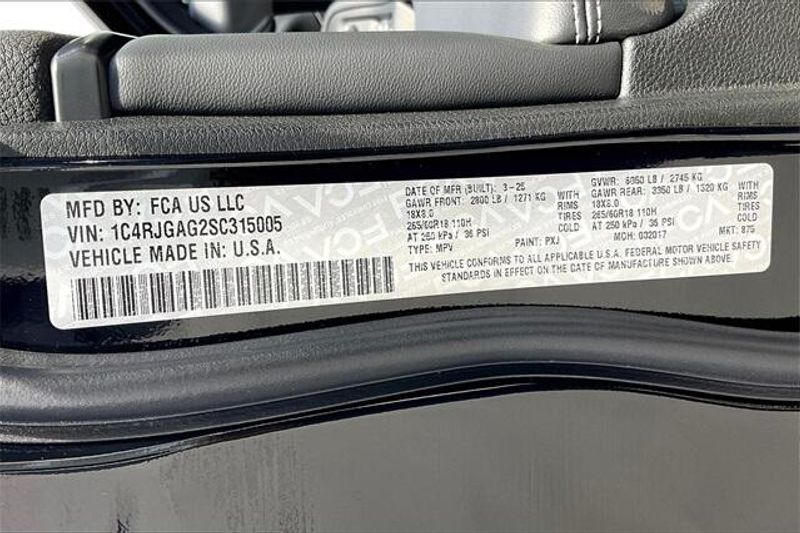 MFD BY: FCA US LLC
VIN: 1C4RJGAG2SC315005
VEHICLE MADE IN: U.S.A.
DATE OF MFR (BUILT): 3-25
GAWR FRONT: 2800 LB / 1271 KG WITH
18X8.0 RIMS
265/60R18 110H TIRES
AT 250 kPa / 36 PSI COLD
TYPE: MPV PAINT: PXJ
GVWR: 6050 LB / 2745 KG
GAWR REAR: 3350 LB / 1520 KG WITH
18X8.0 RIMS
265/60R18 110H TIRES
AT 250 kPa / 36 PSI COLD
MDH: 032017 MKT: 875
THIS VEHICLE CONFORMS TO ALL APPLICABLE U.S.A. FEDERAL MOTOR VEHICLE SAFETY
STANDARDS IN EFFECT ON THE DATE OF MANUFACTURE SHOWN ABOVE.